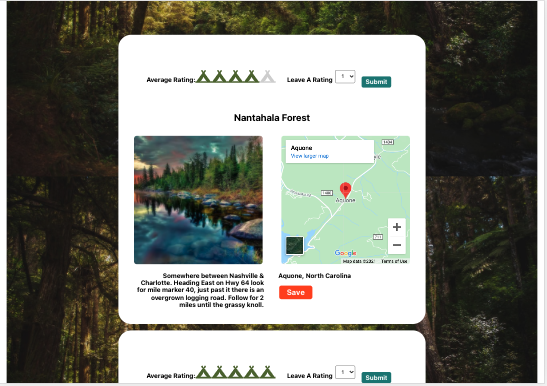 Average Rating:
Leave A Rating 1 Submit
Nantahala Forest
Aquone
View larger map
Aquone
Google
Map data ©2021 Terms of Use
Somewhere between Nashville &
Charlotte. Heading East on Hwy 64 look
for mile marker 40, just past it there is an
overgrown logging road. Follow for 2
miles until the grassy knoll.
Aquone, North Carolina
Save
Average Rating:
Leave A Rating 1 Submit